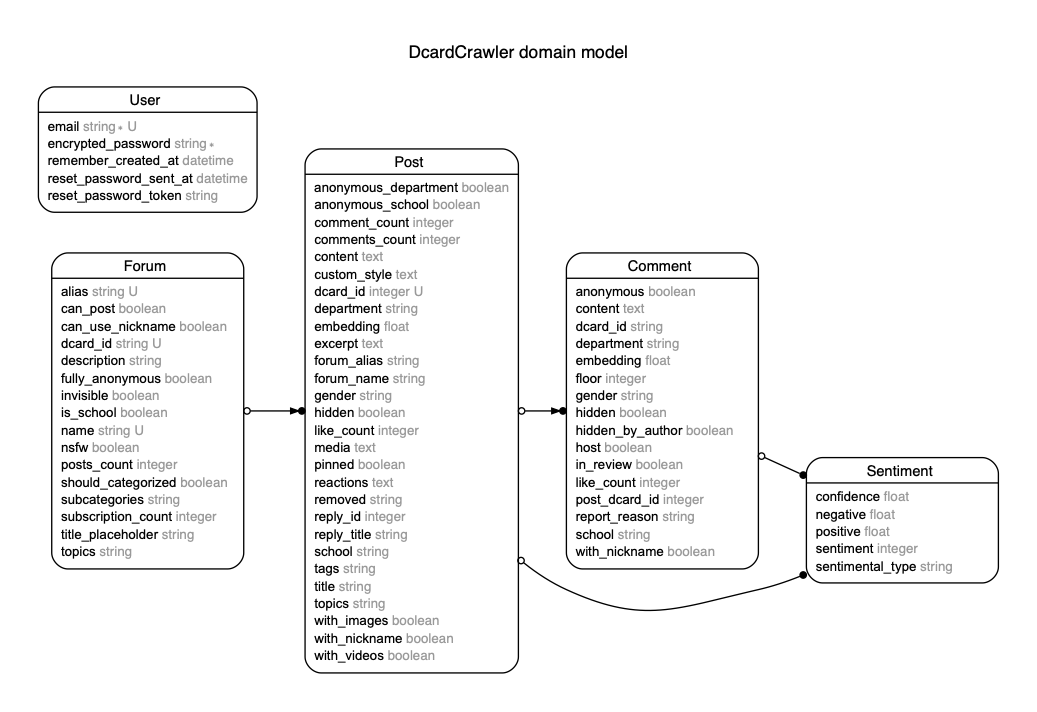 DcardCrawler domain model
User
email string * U
encrypted_password string *
remember_created_at datetime
reset_password_sent_at datetime
reset_password_token string
Forum
alias string U
can_post boolean
can_use_nickname boolean
dcard_id string U
description string
fully_anonymous boolean
invisible boolean
is_school boolean
name string U
nsfw boolean
posts_count integer
should_categorized boolean
subcategories string
subscription_count integer
title_placeholder string
topics string
Post
anonymous_department boolean
anonymous_school boolean
comment_count integer
comments_count integer
content text
custom_style text
dcard_id integer U
department string
embedding float
excerpt text
forum_alias string
forum_name string
gender string
hidden boolean
like_count integer
media text
pinned boolean
reactions text
removed string
reply_id integer
reply_title string
school string
tags string
title string
topics string
with_images boolean
with_nickname boolean
with_videos boolean
Comment
anonymous boolean
content text
dcard_id string
department string
embedding float
floor integer
gender string
hidden boolean
hidden_by_author boolean
host boolean
in_review boolean
like_count integer
post_dcard_id integer
report_reason string
school string
with_nickname boolean
Sentiment
confidence float
negative float
positive float
sentiment integer
sentimental_type string